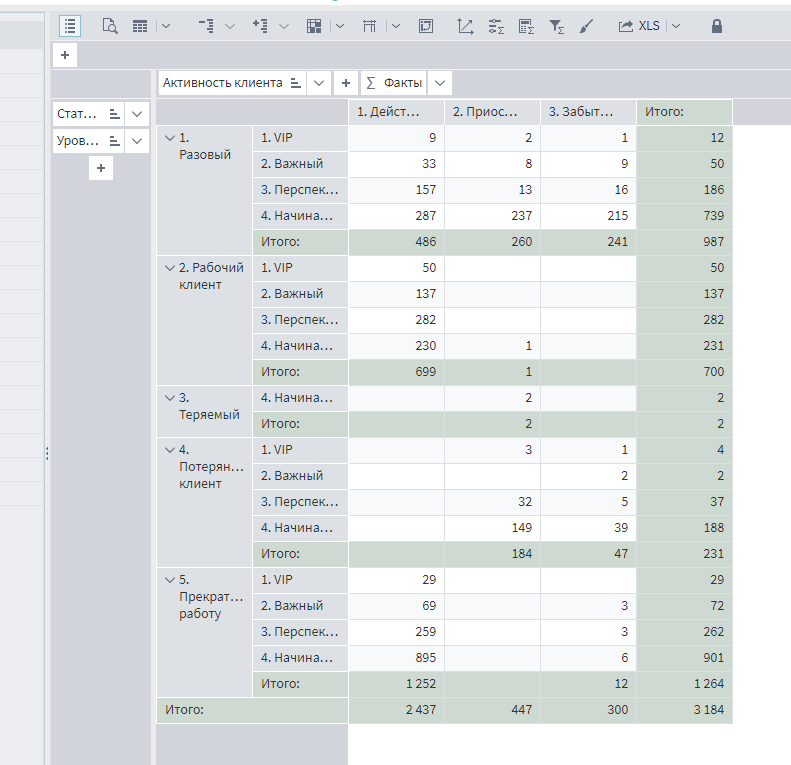 XLS
Активность клиента
Σ Факты
Стат...
Уров...
1. Дейст... 2. Приос... 3. Забыт... Итого:
1. Разовый 1. VIP 9 2 1 12
2. Важный 33 8 9 50
3. Перспек... 157 13 16 186
4. Начина... 287 237 215 739
Итого: 486 260 241 987
2. Рабочий клиент 1. VIP 50 50
2. Важный 137 137
3. Перспек... 282 282
4. Начина... 230 1 231
Итого: 699 1 700
3. Теряемый 4. Начина... 2 2
Итого: 2 2
4. Потерян... клиент 1. VIP 3 1 4
2. Важный 2 2
3. Перспек... 32 5 37
4. Начина... 149 39 188
Итого: 184 47 231
5. Прекрат... работу 1. VIP 29 29
2. Важный 69 3 72
3. Перспек... 259 3 262
4. Начина... 895 6 901
Итого: 1 252 12 1 264
Итого: 2 437 447 300 3 184